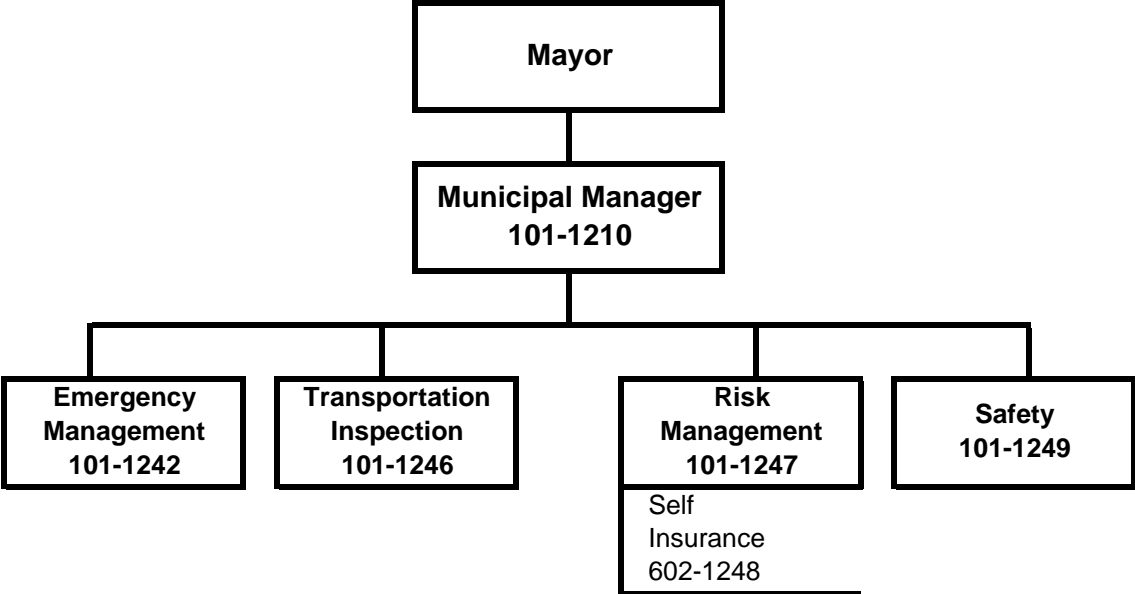 Mayor
Municipal Manager
101-1210
Emergency
Management
101-1242
Transportation
Inspection
101-1246
Risk
Management
101-1247
Self
Insurance
602-1248
Safety
101-1249